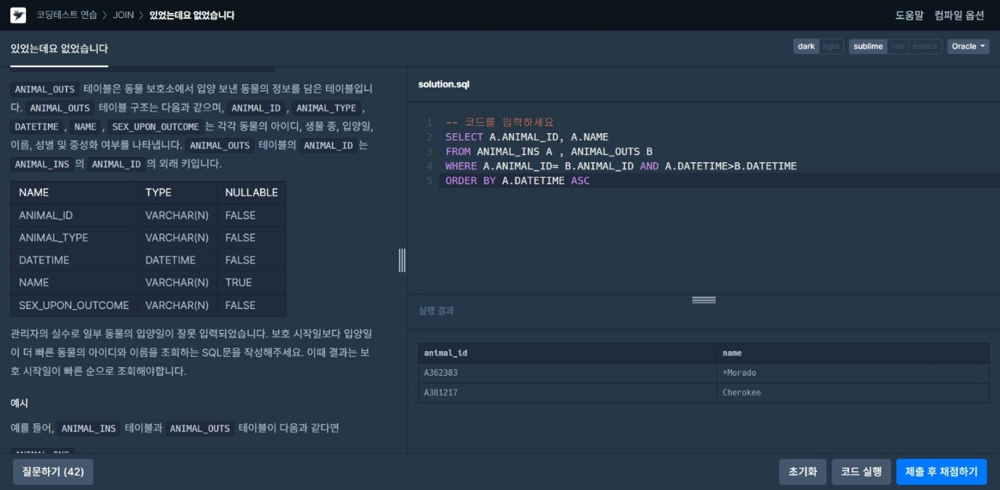 코딩테스트 연습 > JOIN > 있었는데요 없었습니다
도움말 컴파일 옵션
있었는데요 없었습니다
dark light sublime vim emacs Oracle
ANIMAL_OUTS 테이블은 동물 보호소에서 입양 보낸 동물의 정보를 담은 테이블입니
다. ANIMAL_OUTS 테이블 구조는 다음과 같으며, ANIMAL_ID , ANIMAL_TYPE ,
DATETIME , NAME , SEX_UPON_OUTCOME 는 각각 동물의 아이디, 생물 종, 입양일,
이름, 성별 및 중성화 여부를 나타냅니다. ANIMAL_OUTS 테이블의 ANIMAL_ID 는
ANIMAL_INS 의 ANIMAL_ID 의 외래 키입니다.
NAME TYPE NULLABLE
ANIMAL_ID VARCHAR(N) FALSE
ANIMAL_TYPE VARCHAR(N) FALSE
DATETIME DATETIME FALSE
NAME VARCHAR(N) TRUE
SEX_UPON_OUTCOME VARCHAR(N) FALSE
관리자의 실수로 일부 동물의 입양일이 잘못 입력되었습니다. 보호 시작일보다 입양일
이 더 빠른 동물의 아이디와 이름을 조회하는 SQL문을 작성해주세요. 이때 결과는 보
호 시작일이 빠른 순으로 조회해야합니다.
예시
예를 들어, ANIMAL_INS 테이블과 ANIMAL_OUTS 테이블이 다음과 같다면
ANIMAL_INS
solution.sql
1 -- 코드를 입력하세요
2 SELECT A.ANIMAL_ID, A.NAME
3 FROM ANIMAL_INS A , ANIMAL_OUTS B
4 WHERE A.ANIMAL_ID= B.ANIMAL_ID AND A.DATETIME>B.DATETIME
5 ORDER BY A.DATETIME ASC
실행 결과
animal_id name
A362383 *Morado
A381217 Cherokee
질문하기 (42)
초기화 코드 실행 제출 후 채점하기